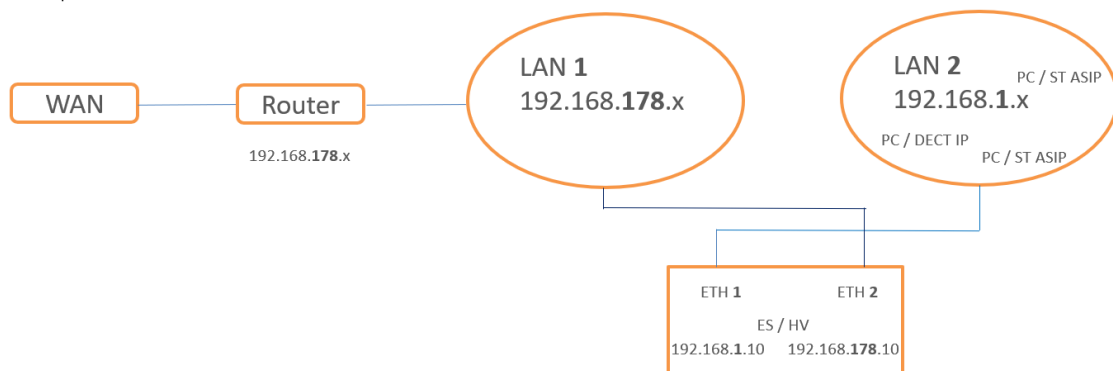 WAN
Router
192.168.178.x
LAN 1
192.168.178.x
LAN 2
PC / ST ASIP
192.168.1.x
PC / DECT IP
PC / ST ASIP
ETH 1
ETH 2
ES / HV
192.168.1.10
192.168.178.10